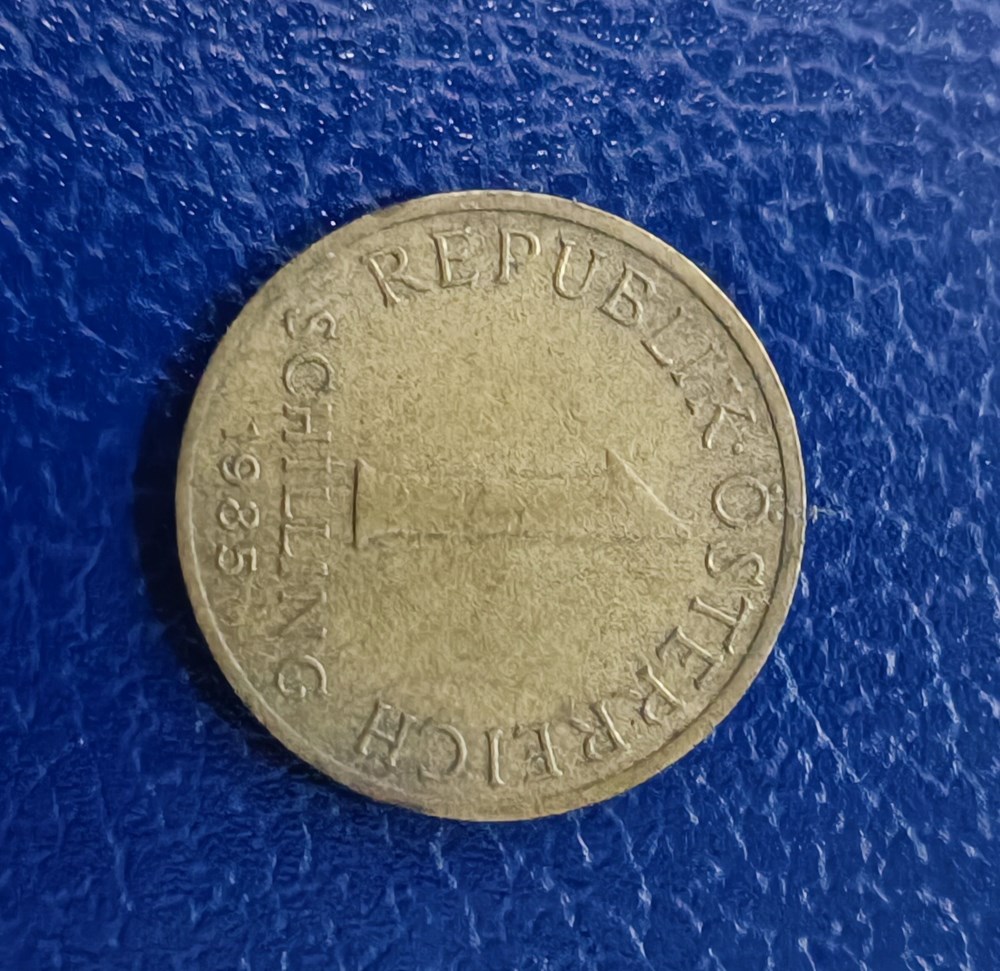 REPUBLIK · ÖSTERREICH
1
SCHILLING
1985